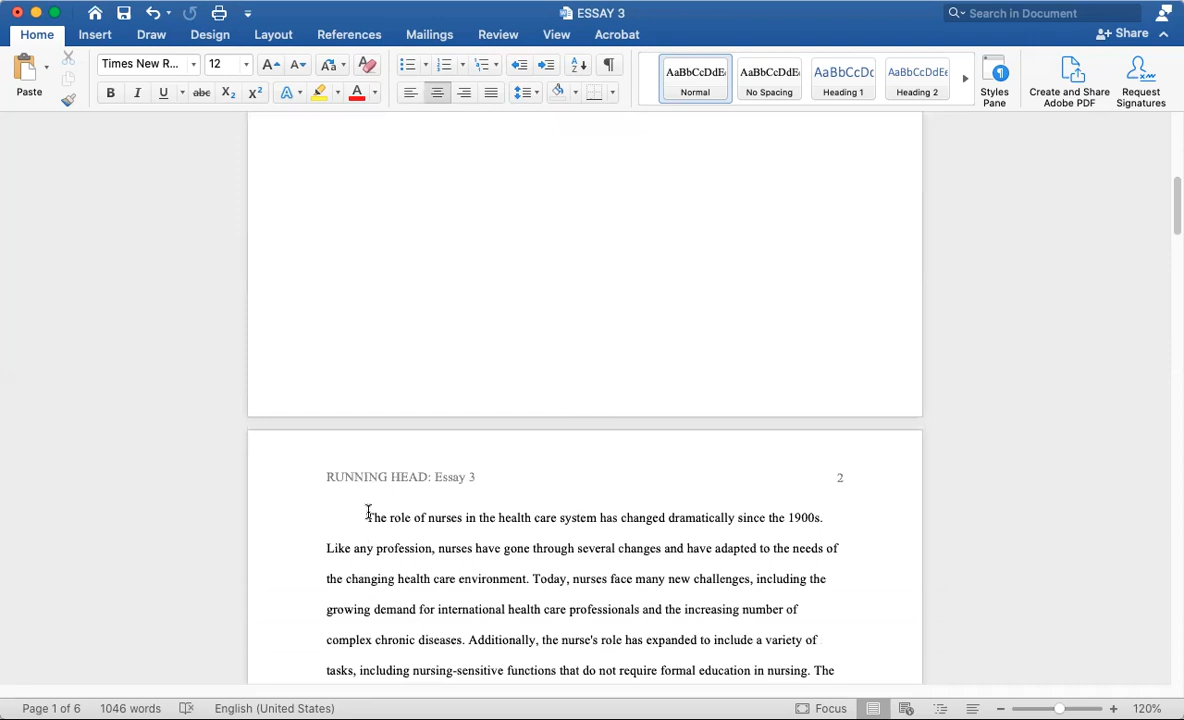 ESSAY 3
Search in Document
Home Insert Draw Design Layout References Mailings Review View Acrobat
Share
Paste
Times New R... 12
AaBbCcDdEe AaBbCcDdEe AaBbCcDc AaBbCcDdEe
Normal No Spacing Heading 1 Heading 2
Styles Pane
Create and Share Adobe PDF
Request Signatures
RUNNING HEAD: Essay 3 2
The role of nurses in the health care system has changed dramatically since the 1900s.
Like any profession, nurses have gone through several changes and have adapted to the needs of
the changing health care environment. Today, nurses face many new challenges, including the
growing demand for international health care professionals and the increasing number of
complex chronic diseases. Additionally, the nurse's role has expanded to include a variety of
tasks, including nursing-sensitive functions that do not require formal education in nursing. The
Page 1 of 6 1046 words English (United States) Focus 120%